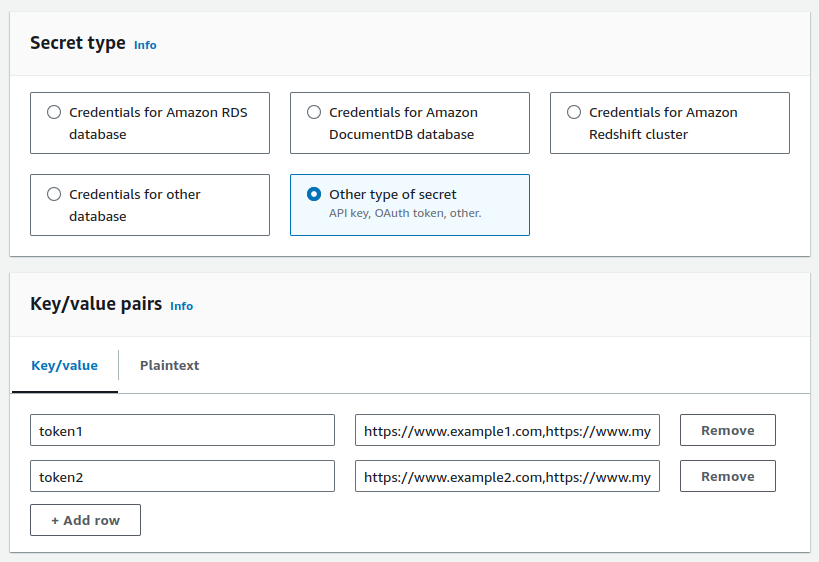 Secret type Info
Credentials for Amazon RDS
database
Credentials for Amazon
DocumentDB database
Credentials for Amazon
Redshift cluster
Credentials for other
database
Other type of secret
API key, OAuth token, other.
Key/value pairs Info
Key/value
Plaintext
token1
https://www.example1.com,https://www.my
Remove
token2
https://www.example2.com,https://www.my
Remove
+ Add row